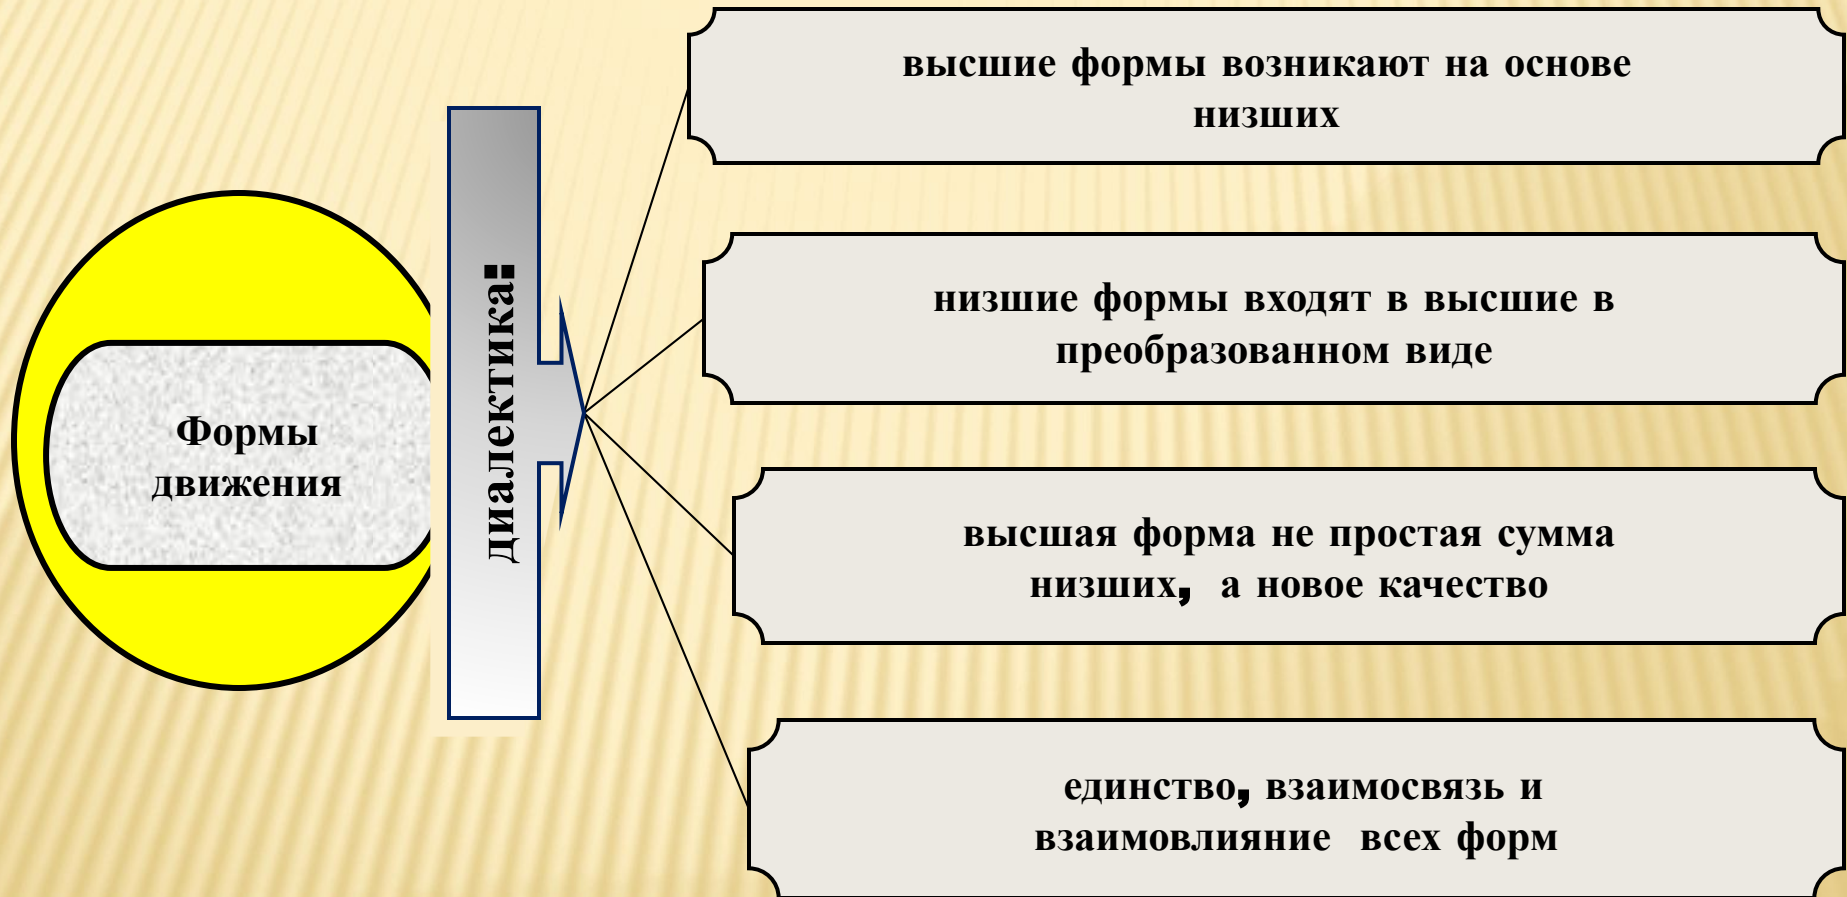 Формы
движения
диалектика:
высшие формы возникают на основе
низших
низшие формы входят в высшие в
преобразованном виде
высшая форма не простая сумма
низших, а новое качество
единство, взаимосвязь и
взаимовлияние всех форм